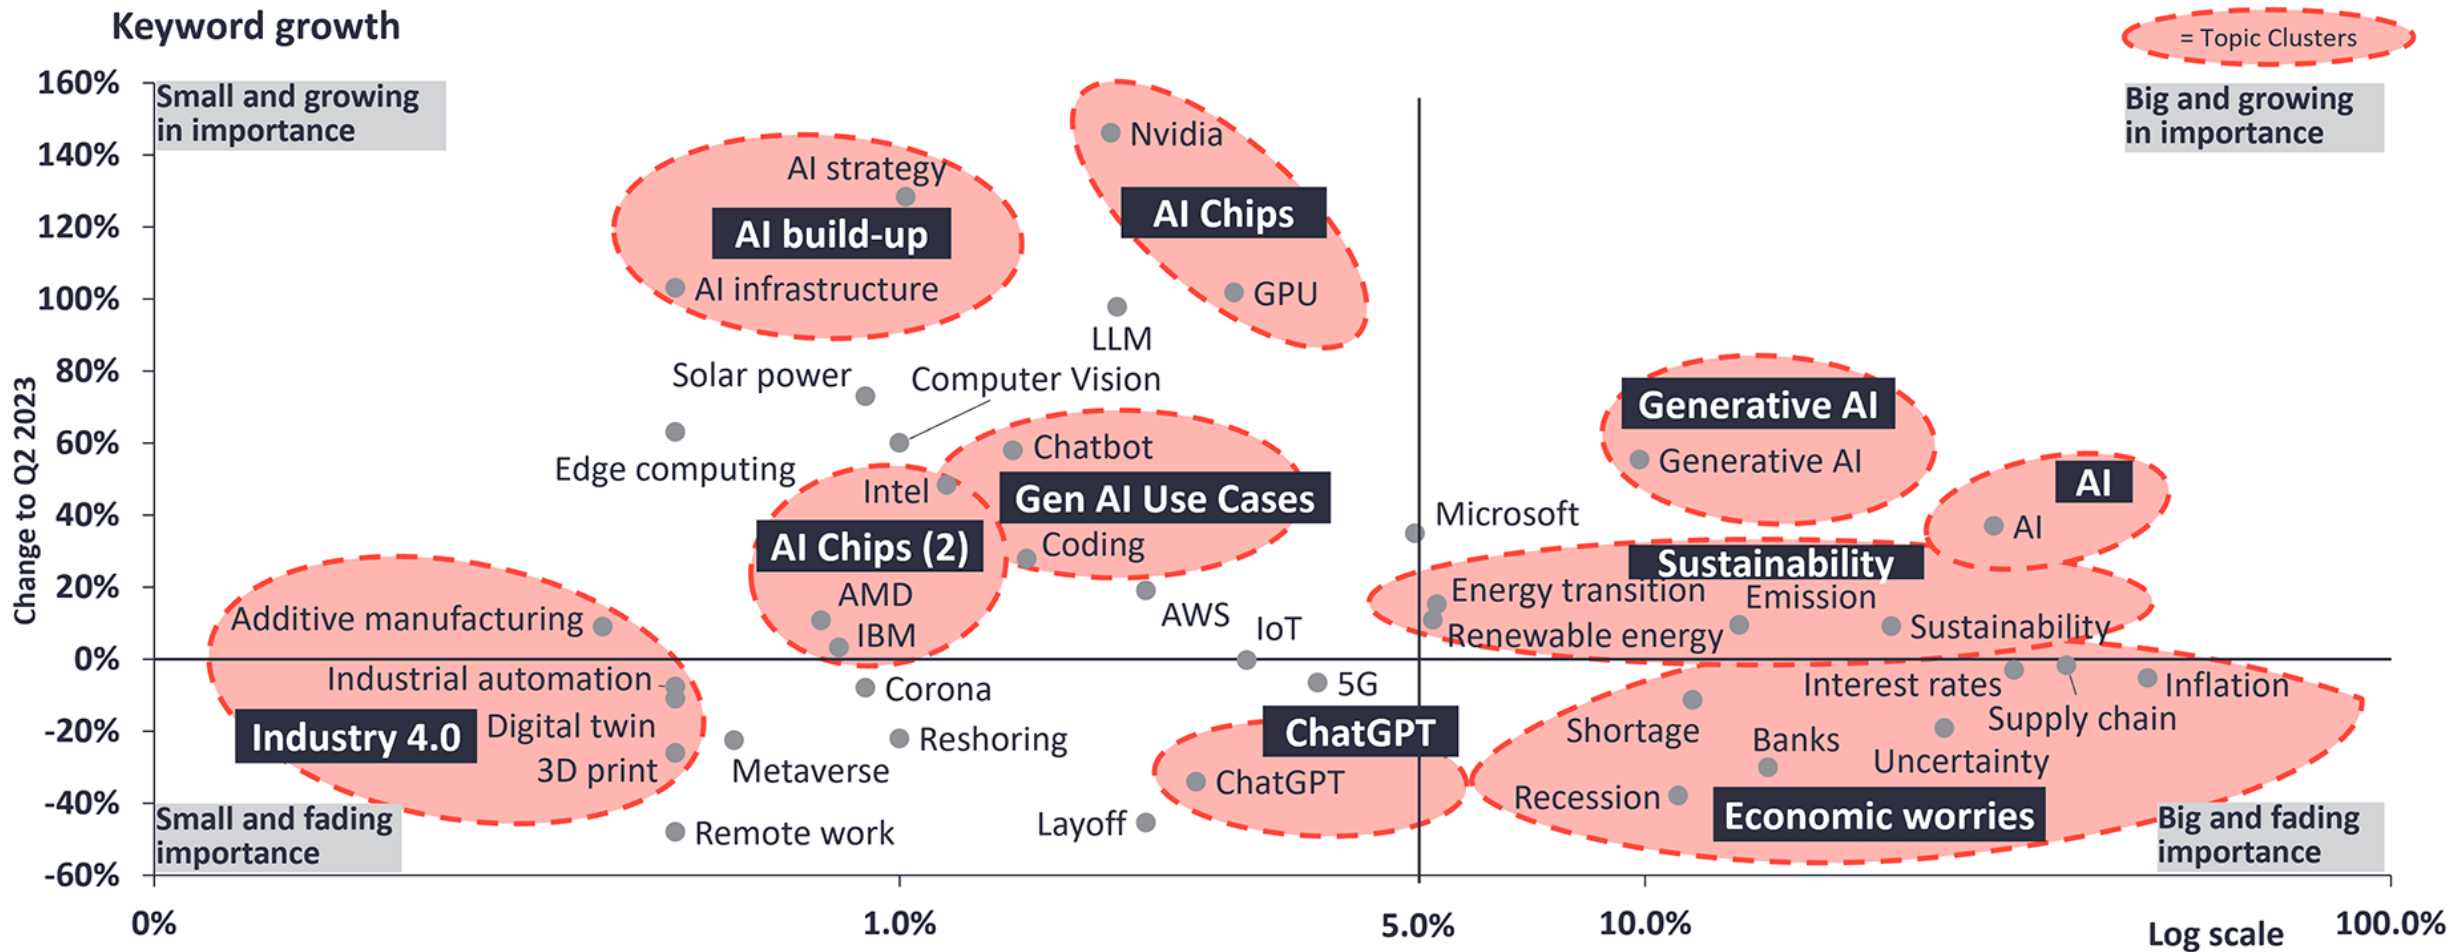 Keyword growth
= Topic Clusters
160%
Small and growing
in importance
Big and growing
in importance
Nvidia
140%
AI strategy
AI Chips
120%
AI build-up
100%
AI infrastructure
GPU
LLM
80%
Solar power
Computer Vision
Generative AI
60%
Chatbot
Generative AI
Edge computing
Intel
Gen AI Use Cases
AI
40%
Microsoft
AI
AI Chips (2)
Coding
Sustainability
20%
AMD
Energy transition
Emission
AWS
Additive manufacturing
IBM
IoT
Renewable energy
Sustainability
0%
Industrial automation
Corona
5G
Interest rates
Inflation
Digital twin
Supply chain
-20%
Industry 4.0
Reshoring
ChatGPT
Shortage
Banks
3D print
Metaverse
ChatGPT
Uncertainty
-40%
Recession
Small and fading
importance
Remote work
Layoff
Economic worries
Big and fading
importance
-60%
Change to Q2 2023
0%
1.0%
5.0%
10.0%
Log scale
100.0%